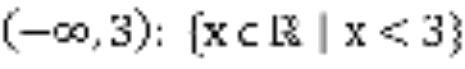 (−∞, 3): {x ∈ ℝ | x < 3}